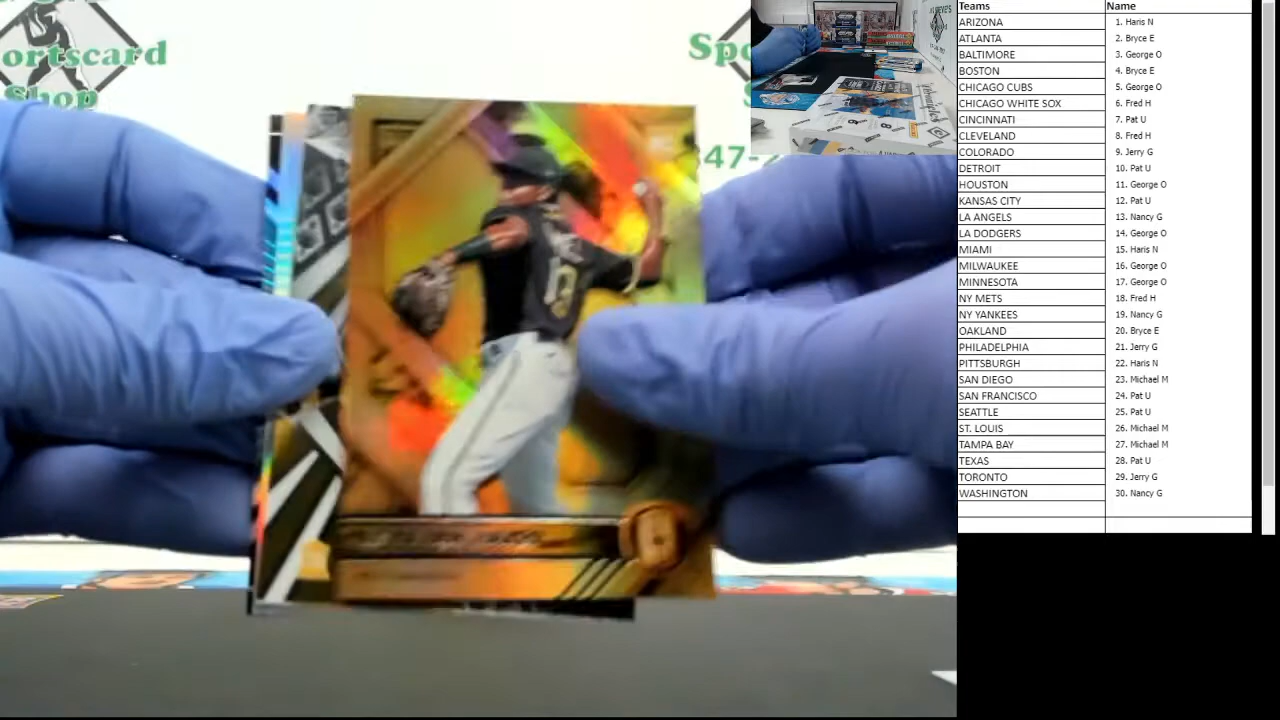 Sportscard
Shop
Sp
S
847-2
13
Teams Name
ARIZONA 1. Haris N
ATLANTA 2. Bryce E
BALTIMORE 3. George O
BOSTON 4. Bryce E
CHICAGO CUBS 5. George O
CHICAGO WHITE SOX 6. Fred H
CINCINNATI 7. Pat U
CLEVELAND 8. Fred H
COLORADO 9. Jerry G
DETROIT 10. Pat U
HOUSTON 11. George O
KANSAS CITY 12. Pat U
LA ANGELS 13. Nancy G
LA DODGERS 14. George O
MIAMI 15. Haris N
MILWAUKEE 16. George O
MINNESOTA 17. George O
NY METS 18. Fred H
NY YANKEES 19. Nancy G
OAKLAND 20. Bryce E
PHILADELPHIA 21. Jerry G
PITTSBURGH 22. Haris N
SAN DIEGO 23. Michael M
SAN FRANCISCO 24. Pat U
SEATTLE 25. Pat U
ST. LOUIS 26. Michael M
TAMPA BAY 27. Michael M
TEXAS 28. Pat U
TORONTO 29. Jerry G
WASHINGTON 30. Nancy G